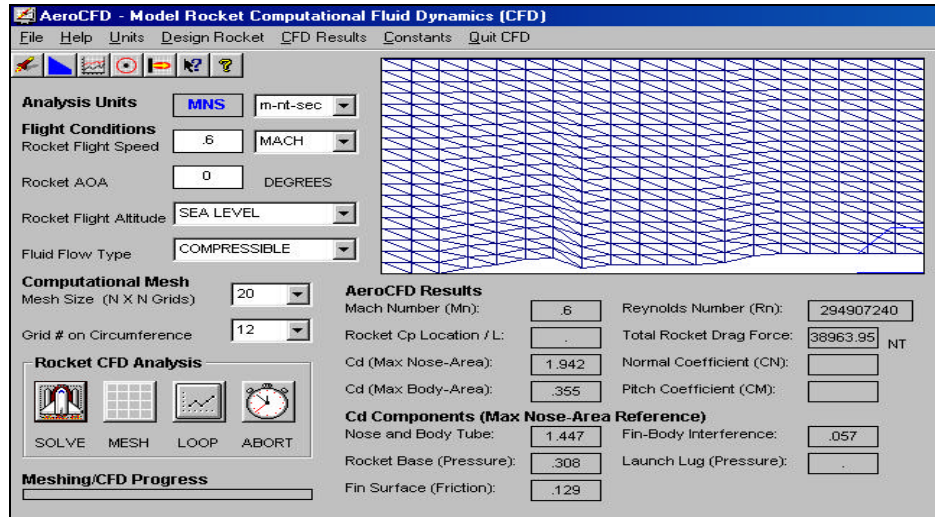 AeroCFD - Model Rocket Computational Fluid Dynamics (CFD)
File Help Units Design Rocket CFD Results Constants Quit CFD
Analysis Units MNS m-nt-sec
Flight Conditions
Rocket Flight Speed .6 MACH
Rocket AOA 0 DEGREES
Rocket Flight Altitude SEA LEVEL
Fluid Flow Type COMPRESSIBLE
Computational Mesh
Mesh Size (N X N Grids) 20
Grid # on Circumference 12
Rocket CFD Analysis
SOLVE MESH LOOP ABORT
Meshing/CFD Progress
AeroCFD Results
Mach Number (Mn): .6 Reynolds Number (Rn): 294907240
Rocket Cp Location / L: . Total Rocket Drag Force: 38963.95 NT
Cd (Max Nose-Area): 1.942 Normal Coefficient (CN):
Cd (Max Body-Area): .355 Pitch Coefficient (CM):
Cd Components (Max Nose-Area Reference)
Nose and Body Tube: 1.447 Fin-Body Interference: .057
Rocket Base (Pressure): .308 Launch Lug (Pressure): .
Fin Surface (Friction): .129